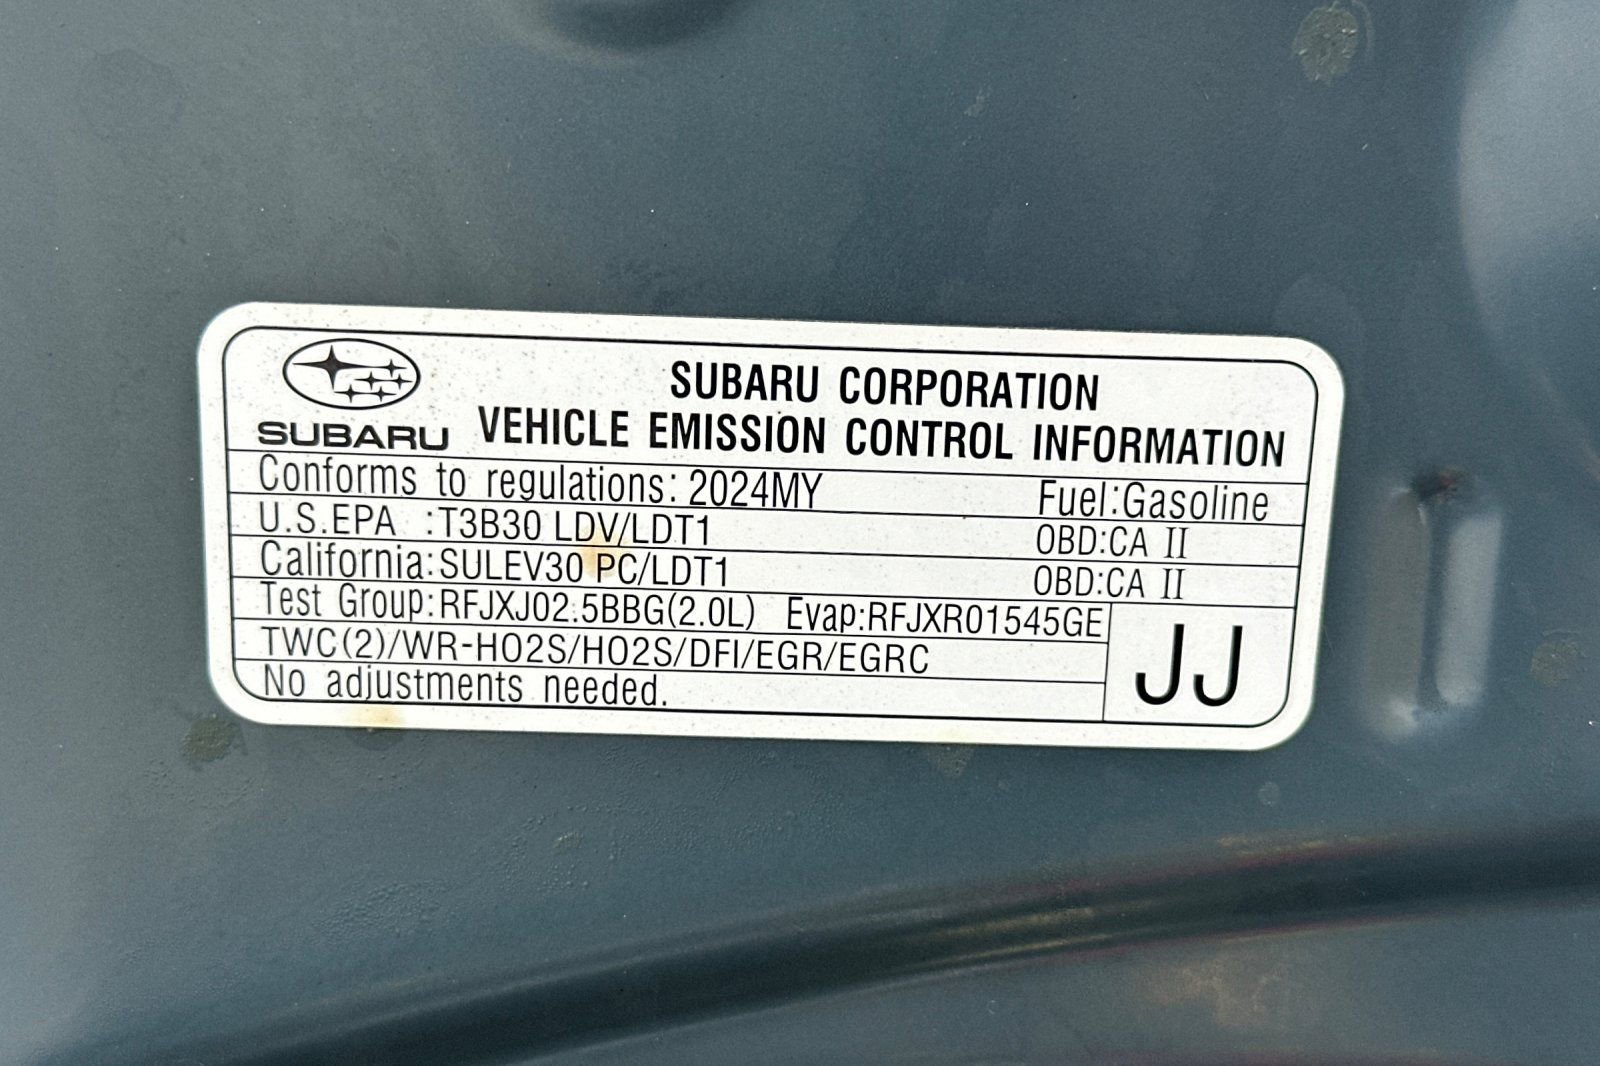 SUBARU
SUBARU CORPORATION
VEHICLE EMISSION CONTROL INFORMATION
Conforms to regulations: 2024MY Fuel:Gasoline
U.S.EPA :T3B30 LDV/LDT1 OBD:CA II
California:SULEV30 PC/LDT1 OBD:CA II
Test Group:RFJXJ02.5BBG(2.0L) Evap:RFJXR01545GE
TWC(2)/WR-HO2S/HO2S/DFI/EGR/EGRC
No adjustments needed.
JJ